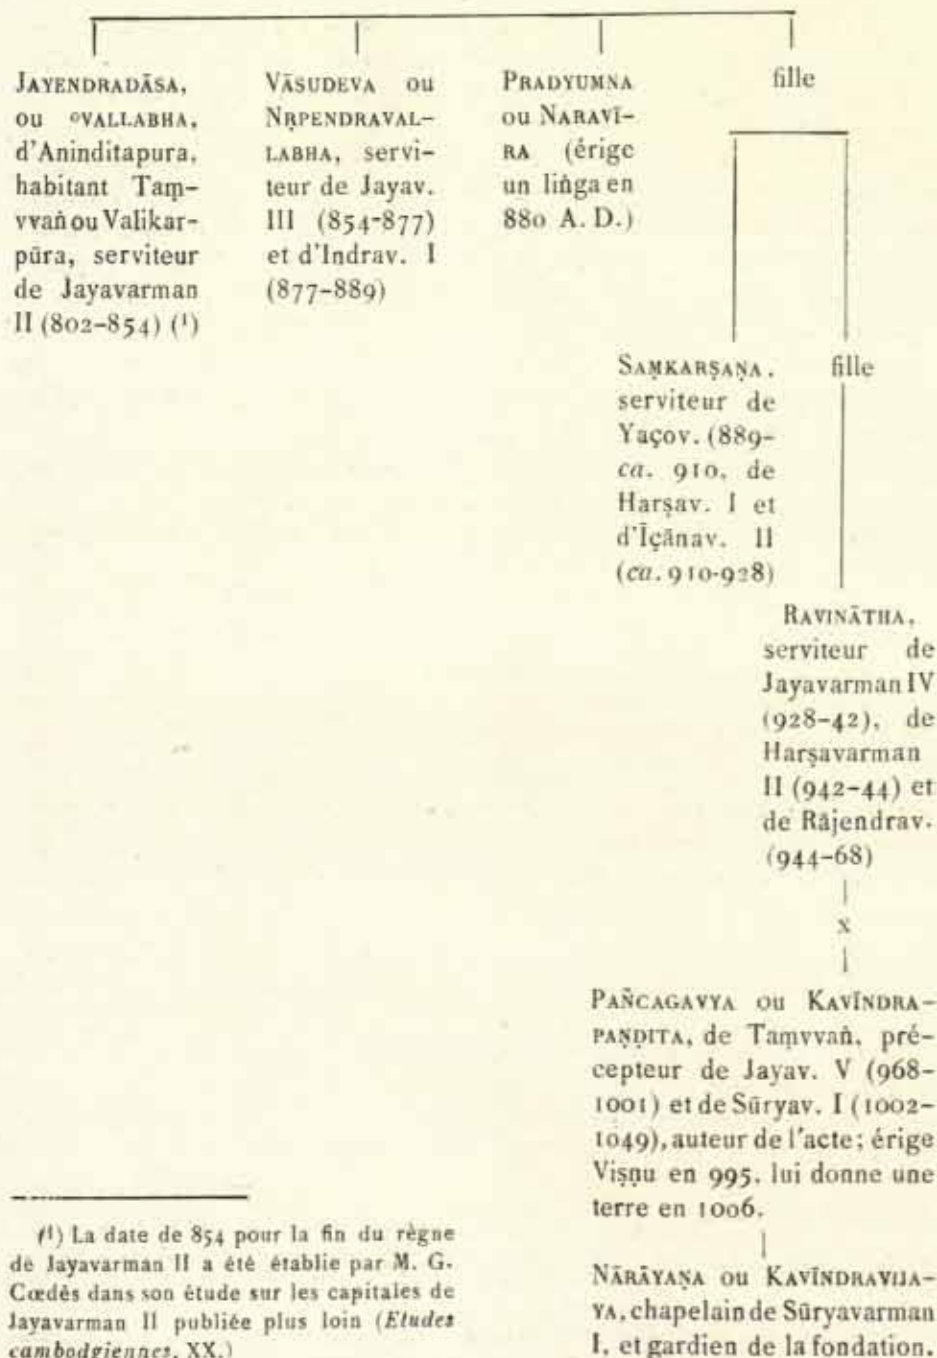 JAYENDRADĀSA,
ou °VALLABHA,
d'Aninditapura,
habitant Taṃ-
vvaṅ ou Valikar-
pūra, serviteur
de Jayavarman
II (802-854) (¹)
VĀSUDEVA ou
NṚPENDRAVAL-
LABHA, servi-
teur de Jayav.
III (854-877)
et d'Indrav. I
(877-889)
PRADYUMNA
ou NARAVĪ-
RA (érige
un liṅga en
880 A. D.)
fille
SAṂKARṢAṆA,
serviteur de
Yaçov. (889-
ca. 910, de
Harṣav. I et
d'Īçānav. II
(ca. 910-928)
fille
RAVINĀTHA,
serviteur de
Jayavarman IV
(928-42), de
Harṣavarman
II (942-44) et
de Rājendrav.
(944-68)
x
PAÑCAGAVYA ou KAVĪNDRA-
PAṆḌITA, de Taṃvvaṅ, pré-
cepteur de Jayav. V (968-
1001) et de Sūryav. I (1002-
1049), auteur de l'acte; érige
Viṣṇu en 995, lui donne une
terre en 1006.
NĀRĀYAṆA ou KAVĪNDRAVIJA-
YA, chapelain de Sūryavarman
I, et gardien de la fondation.
(¹) La date de 854 pour la fin du règne
de Jayavarman II a été établie par M. G.
Cœdès dans son étude sur les capitales de
Jayavarman II publiée plus loin (Etudes
cambodgiennes, XX.)